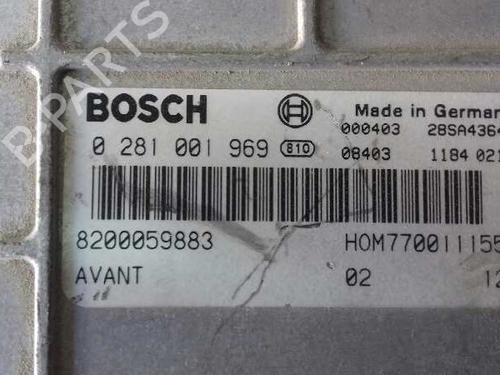 B-PARTS
BOSCH
Made in German
0 281 001 969 810
000403 28SA4364
08403 1184 021
8200059883 HOM7700111155
AVANT 02 12